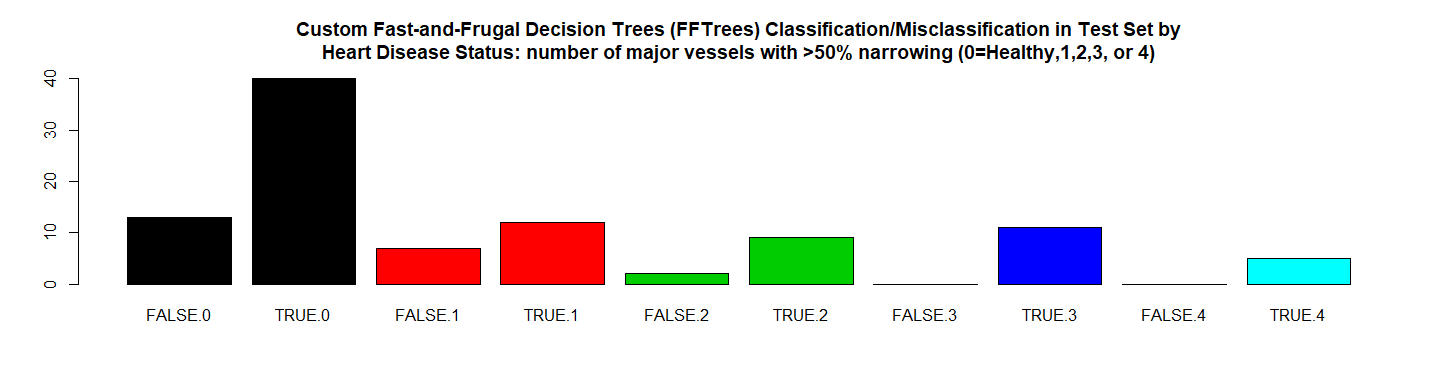 Custom Fast-and-Frugal Decision Trees (FFTrees) Classification/Misclassification in Test Set by
Heart Disease Status: number of major vessels with >50% narrowing (0=Healthy,1,2,3, or 4)
40
30
20
10
0
FALSE.0 TRUE.0 FALSE.1 TRUE.1 FALSE.2 TRUE.2 FALSE.3 TRUE.3 FALSE.4 TRUE.4